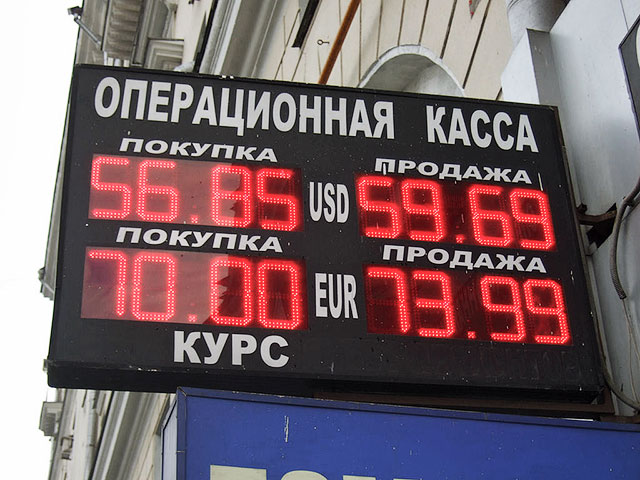 ОПЕРАЦИОННАЯ КАССА
ПОКУПКА ПРОДАЖА
56.85 USD 59.69
ПОКУПКА ПРОДАЖА
70.00 EUR 73.99
КУРС